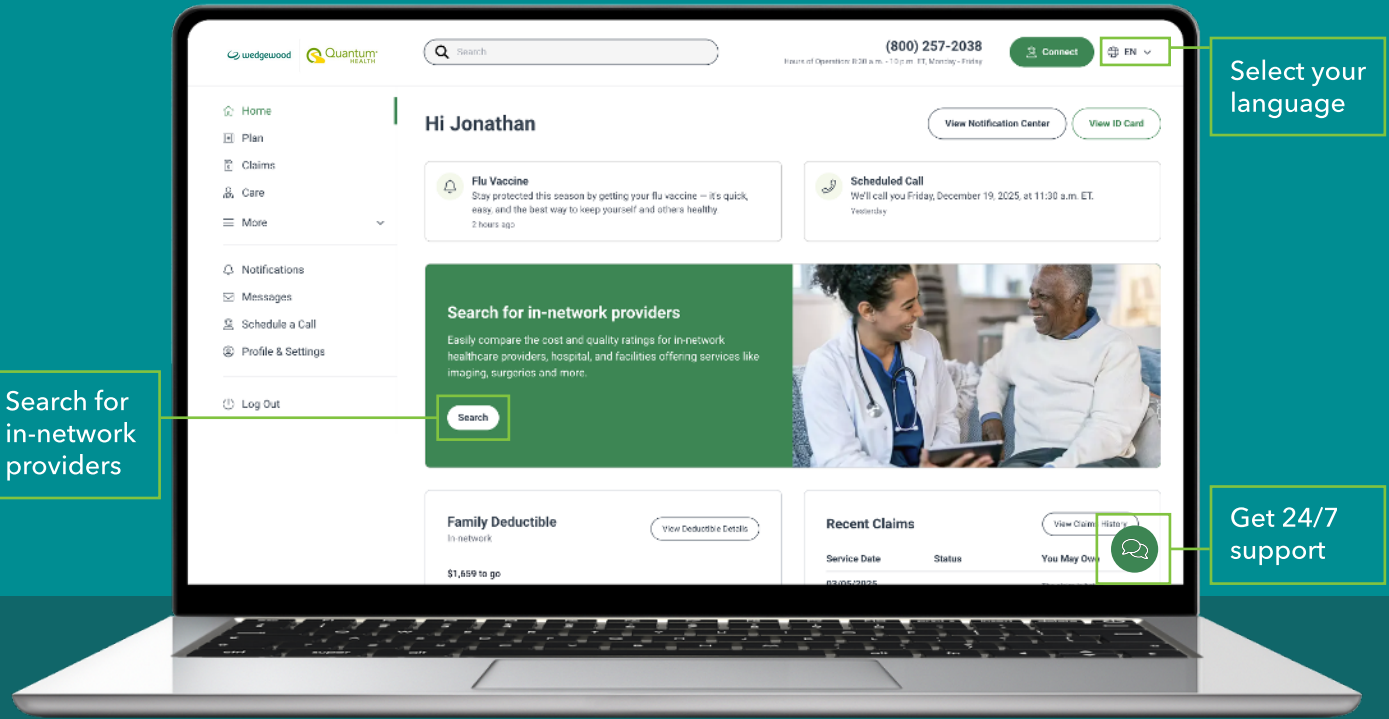 wedgewood
Quantum
HEALTH
Search
(800) 257-2038
Hours of Operation: 8:30 a.m. - 10 p.m. ET, Monday - Friday
Connect
EN
Select your
language
Home
Plan
Claims
Care
More
Notifications
Messages
Schedule a Call
Profile & Settings
Log Out
Hi Jonathan
View Notification Center
View ID Card
Flu Vaccine
Stay protected this season by getting your flu vaccine — it's quick,
easy, and the best way to keep yourself and others healthy
2 hours ago
Scheduled Call
We'll call you Friday, December 19, 2025, at 11:30 a.m. ET.
Yesterday
Search for in-network providers
Easily compare the cost and quality ratings for in-network
healthcare providers, hospital, and facilities offering services like
imaging, surgeries and more.
Search
Search for
in-network
providers
Family Deductible
In-network
View Deductible Details
$1,659 to go
Recent Claims
View Claims History
Service Date Status You May Owe
03/05/2025
Get 24/7
support